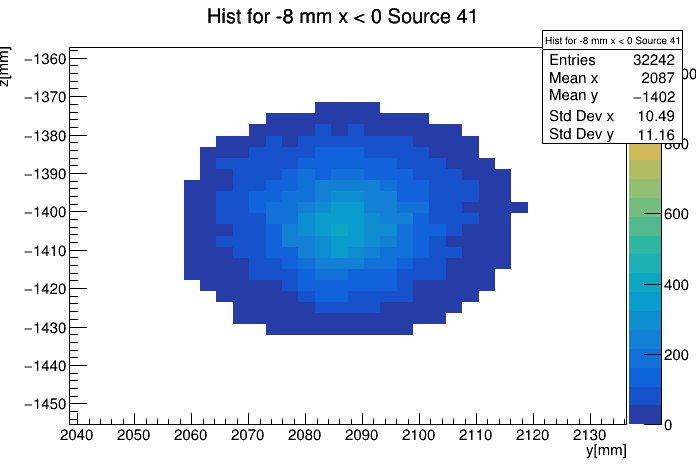 Hist for -8 mm x < 0 Source 41
Hist for -8 mm x < 0 Source 41
Entries 32242
Mean x 2087
Mean y −1402
Std Dev x 10.49
Std Dev y 11.16
z[mm]
−1360
−1370
−1380
−1390
−1400
−1410
−1420
−1430
−1440
−1450
2040 2050 2060 2070 2080 2090 2100 2110 2120 2130
y[mm]
800
600
400
200
0